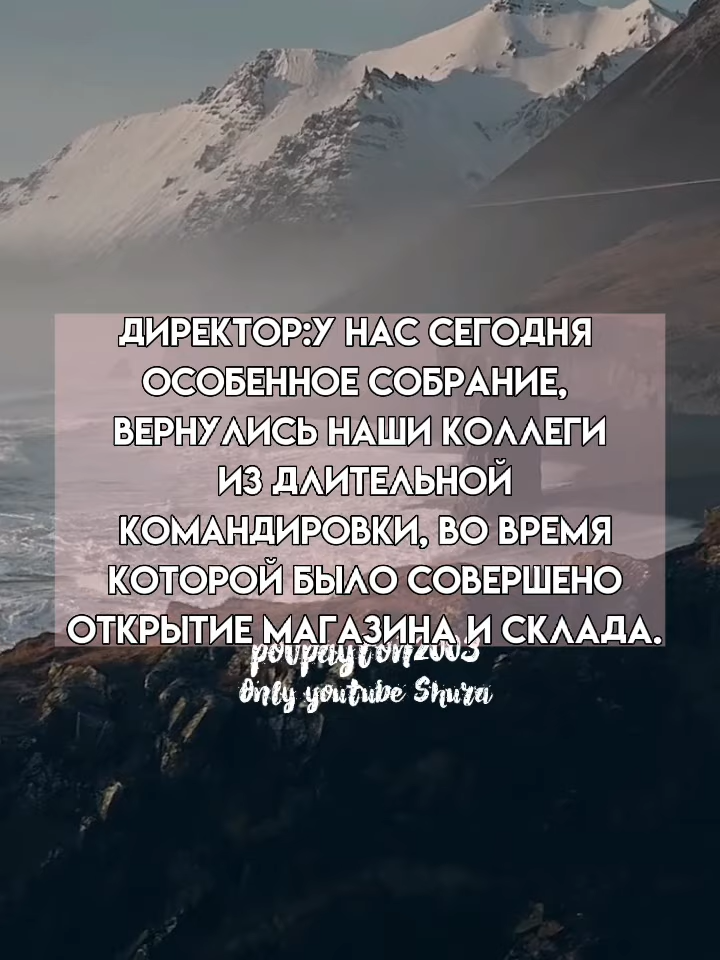 ДИРЕКТОР:У НАС СЕГОДНЯ
ОСОБЕННОЕ СОБРАНИЕ,
ВЕРНУЛИСЬ НАШИ КОЛЛЕГИ
ИЗ ДЛИТЕЛЬНОЙ
КОМАНДИРОВКИ, ВО ВРЕМЯ
КОТОРОЙ БЫЛО СОВЕРШЕНО
ОТКРЫТИЕ МАГАЗИНА И СКЛАДА.
povpayton2003
Only youtube Shura